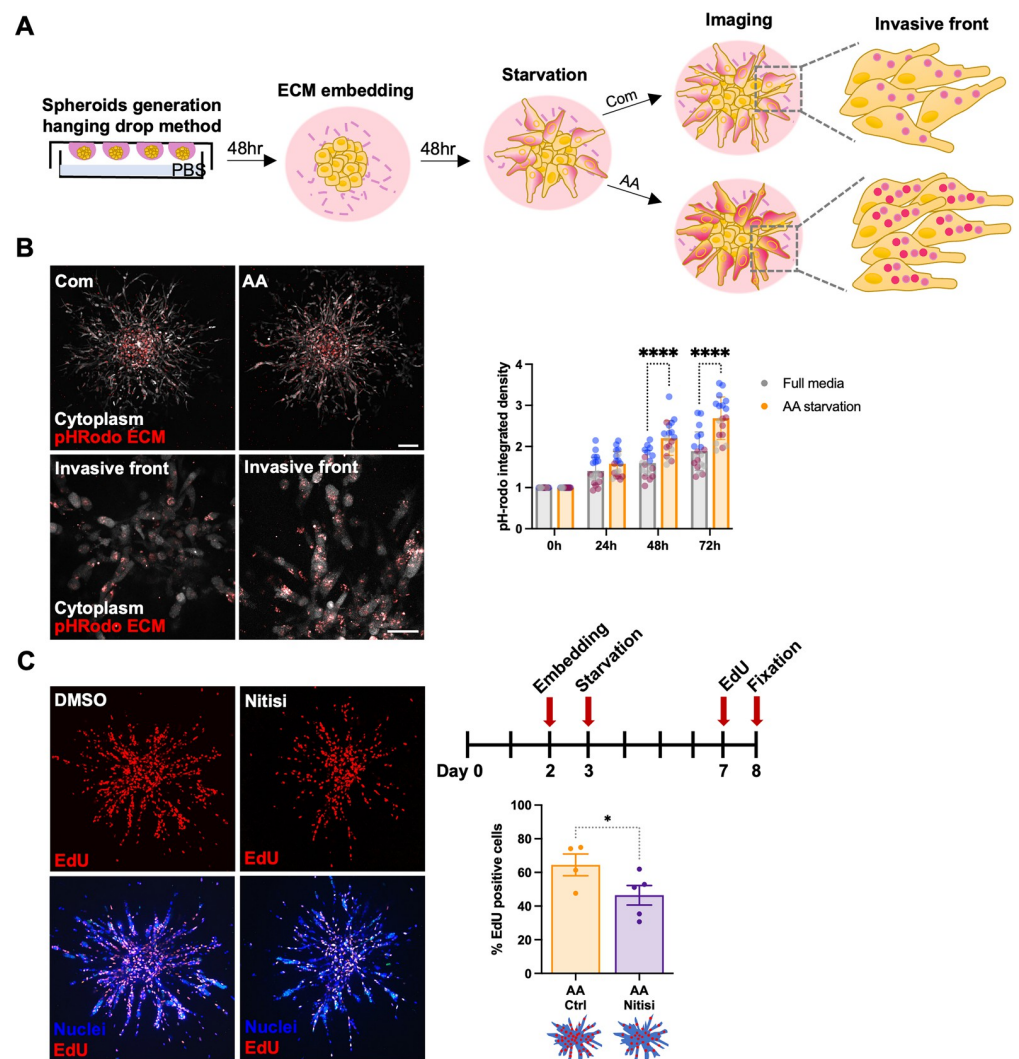 A
Spheroids generation
hanging drop method
PBS
48hr
ECM embedding
48hr
Starvation
Com
AA
Imaging
Invasive front
B
Com
AA
Cytoplasm
pHRodo ECM
Invasive front
Invasive front
Cytoplasm
pHRodo ECM
pH-rodo integrated density
4
3
2
1
0
****
****
0h
24h
48h
72h
Full media
AA starvation
C
DMSO
Nitisi
EdU
EdU
Nuclei
EdU
Nuclei
EdU
Embedding
Starvation
EdU
Fixation
Day 0
2
3
7
8
% EdU positive cells
100
80
60
40
20
0
*
AA
Ctrl
AA
Nitisi